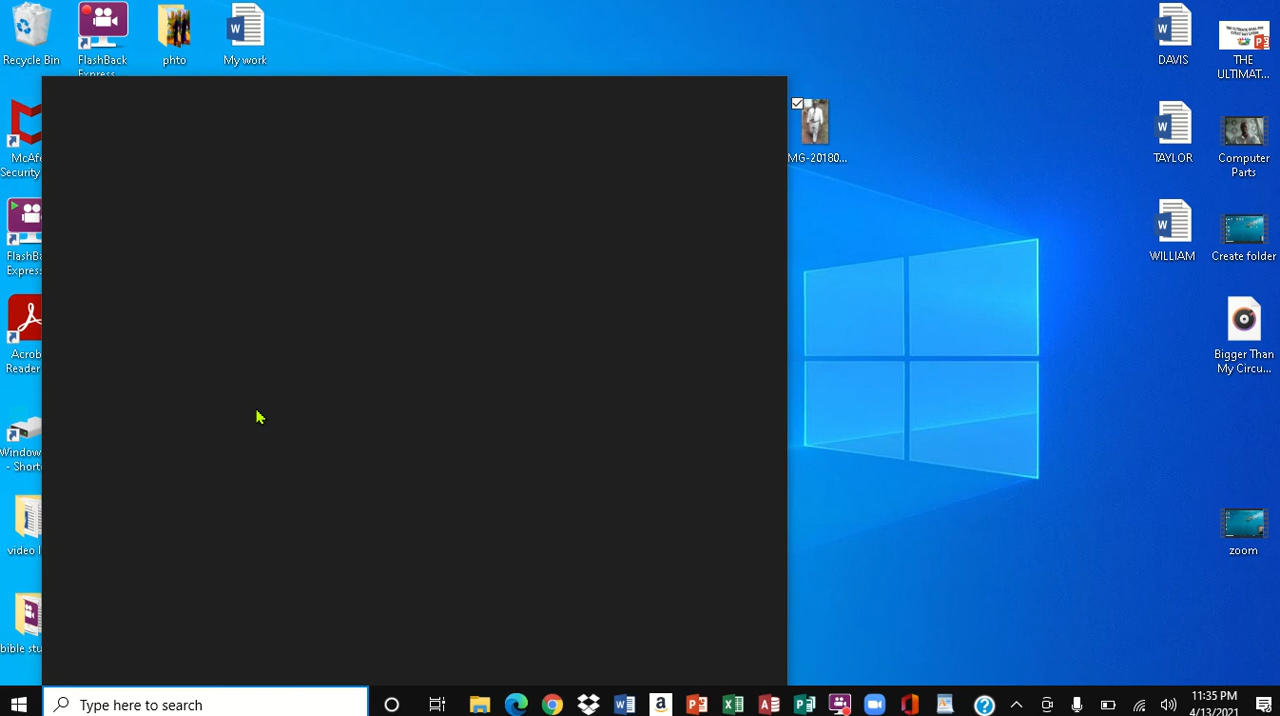 Recycle Bin
FlashBack
Express
phto
My work
DAVIS
THE
ULTIMAT...
McAf
Security
MG-20180...
TAYLOR
Computer
Parts
Flash
Expres
WILLIAM
Create folder
Acrob
Reader
Bigger Than
My Circu...
Window
- Short
video l
zoom
bible stu
Type here to search
11:35 PM
4/13/2021